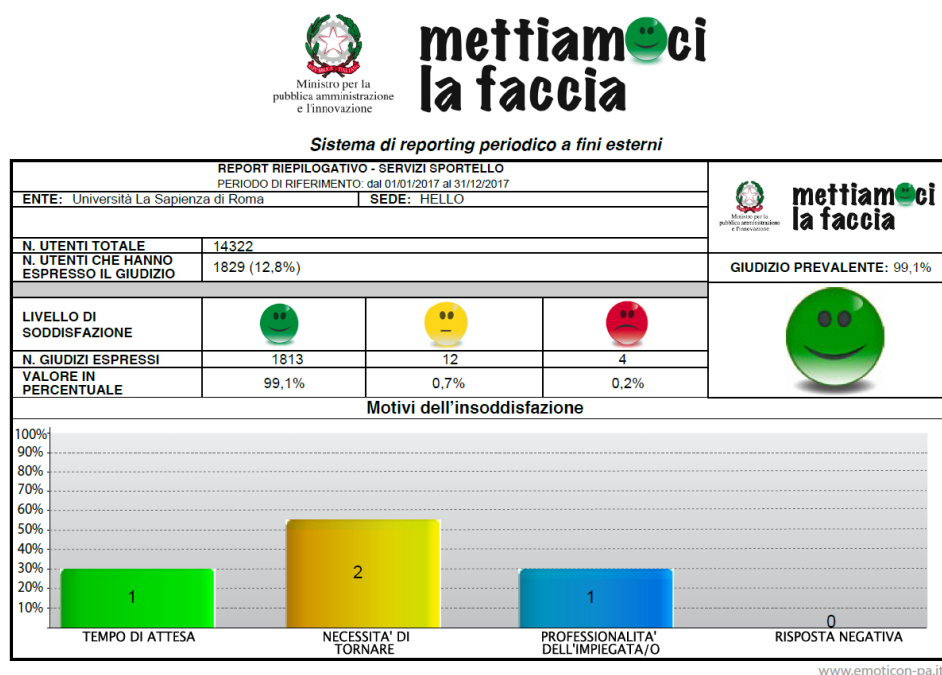 mettiamoci
la faccia
Ministro per la
pubblica amministrazione
e l'innovazione
Sistema di reporting periodico a fini esterni
REPORT RIEPILOGATIVO - SERVIZI SPORTELLO
PERIODO DI RIFERIMENTO: dal 01/01/2017 al 31/12/2017
ENTE: Università La Sapienza di Roma SEDE: HELLO
mettiamoci
la faccia
Ministro per la
pubblica amministrazione
e l'innovazione
N. UTENTI TOTALE 14322
N. UTENTI CHE HANNO
ESPRESSO IL GIUDIZIO 1829 (12,8%)
GIUDIZIO PREVALENTE: 99,1%
LIVELLO DI
SODDISFAZIONE
N. GIUDIZI ESPRESSI 1813 12 4
VALORE IN
PERCENTUALE 99,1% 0,7% 0,2%
Motivi dell'insoddisfazione
100%
90%
80%
70%
60%
50%
40%
30%
20%
10%
1
2
1
0
TEMPO DI ATTESA
NECESSITA' DI
TORNARE
PROFESSIONALITA'
DELL'IMPIEGATA/O
RISPOSTA NEGATIVA
www.emoticon-pa.it